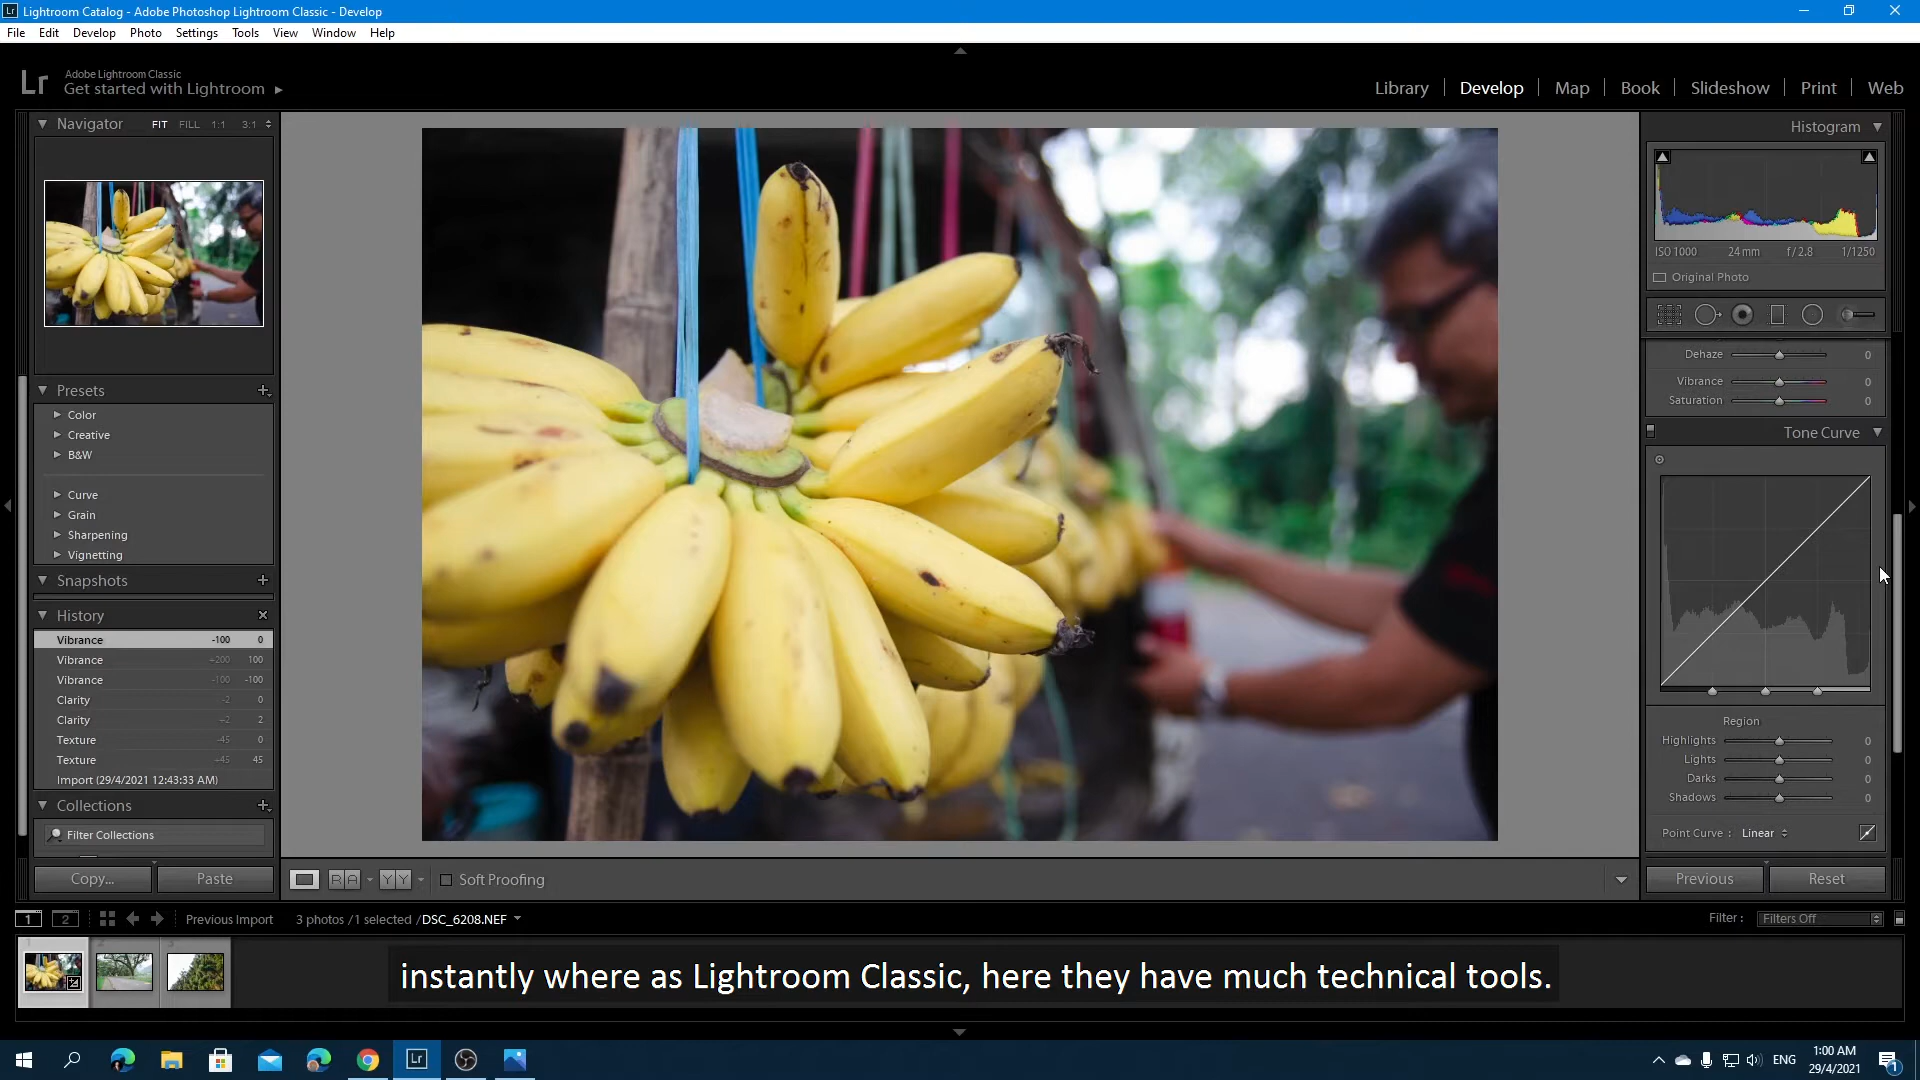 Lightroom Catalog - Adobe Photoshop Lightroom Classic - Develop
File Edit Develop Photo Settings Tools View Window Help
Lr Adobe Lightroom Classic
Get started with Lightroom
Library Develop Map Book Slideshow Print Web
Navigator FIT FILL 1:1 3:1
Presets
Color
Creative
B&W
Curve
Grain
Sharpening
Vignetting
Snapshots
History
Vibrance -100 0
Vibrance +200 100
Vibrance -100 -100
Clarity -2 0
Clarity +2 2
Texture -45 0
Texture +45 45
Import (29/4/2021 12:43:33 AM)
Collections
Filter Collections
Copy... Paste
R A Y Y Soft Proofing
Histogram
ISO 1000 24 mm f / 2.8 1/1250
Original Photo
Dehaze 0
Vibrance 0
Saturation 0
Tone Curve
Region
Highlights 0
Lights 0
Darks 0
Shadows 0
Point Curve : Linear
Previous Reset
1 2 Previous Import 3 photos / 1 selected / DSC_6208.NEF Filter : Filters Off
1 2 3
instantly where as Lightroom Classic, here they have much technical tools.
Lr ENG 1:00 AM
29/4/2021 1